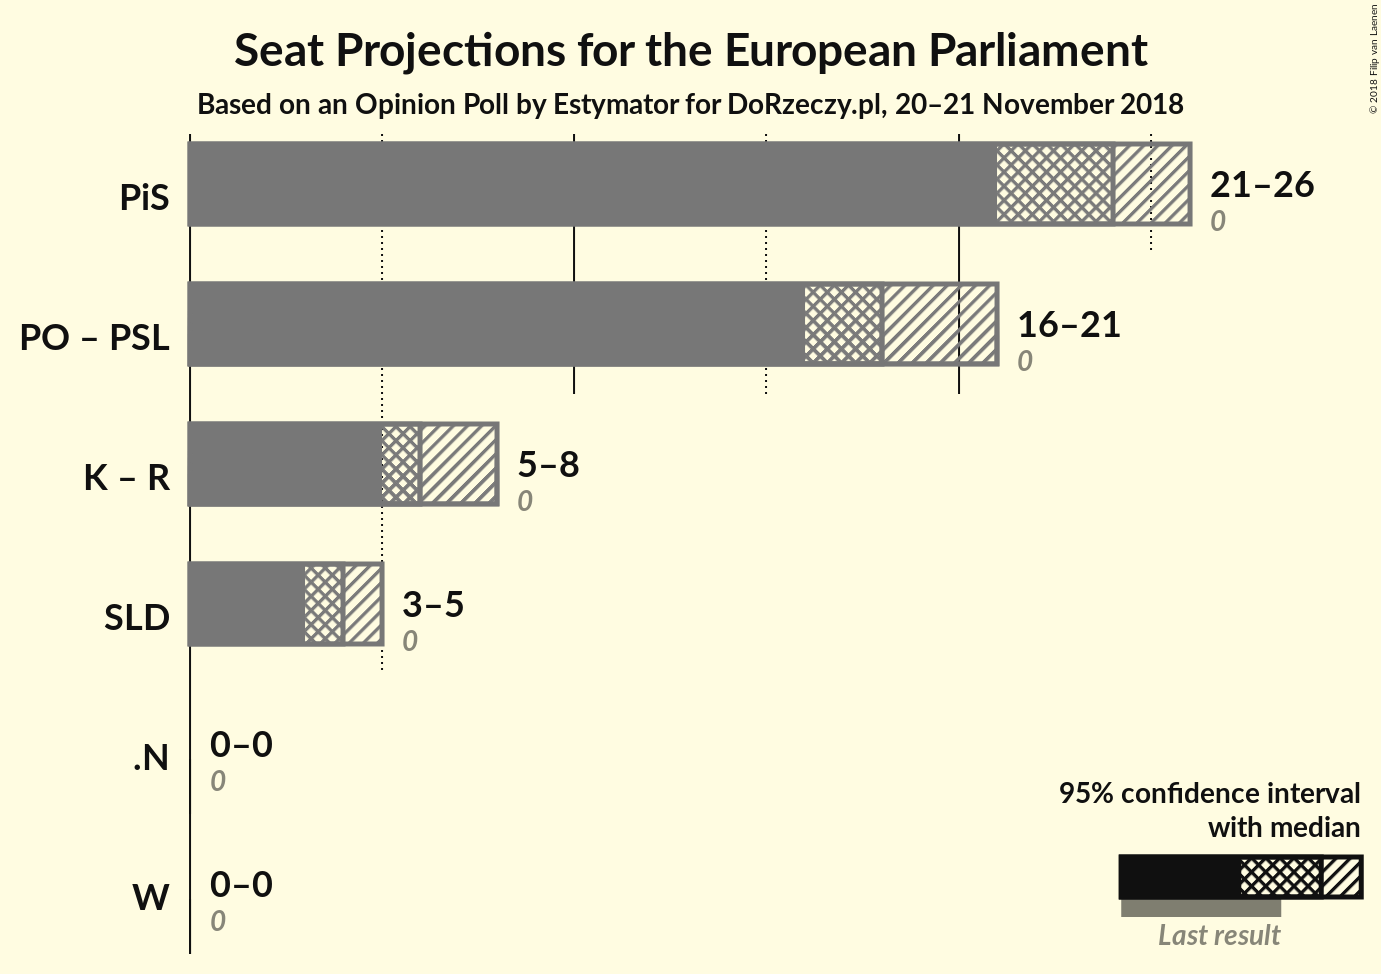 Seat Projections for the European Parliament
Based on an Opinion Poll by Estymator for DoRzeczy.pl, 20–21 November 2018
© 2018 Filip van Laenen
PiS
21–26
0
PO – PSL
16–21
0
K – R
5–8
0
SLD
3–5
0
.N
0–0
0
W
0–0
0
95% confidence interval
with median
Last result